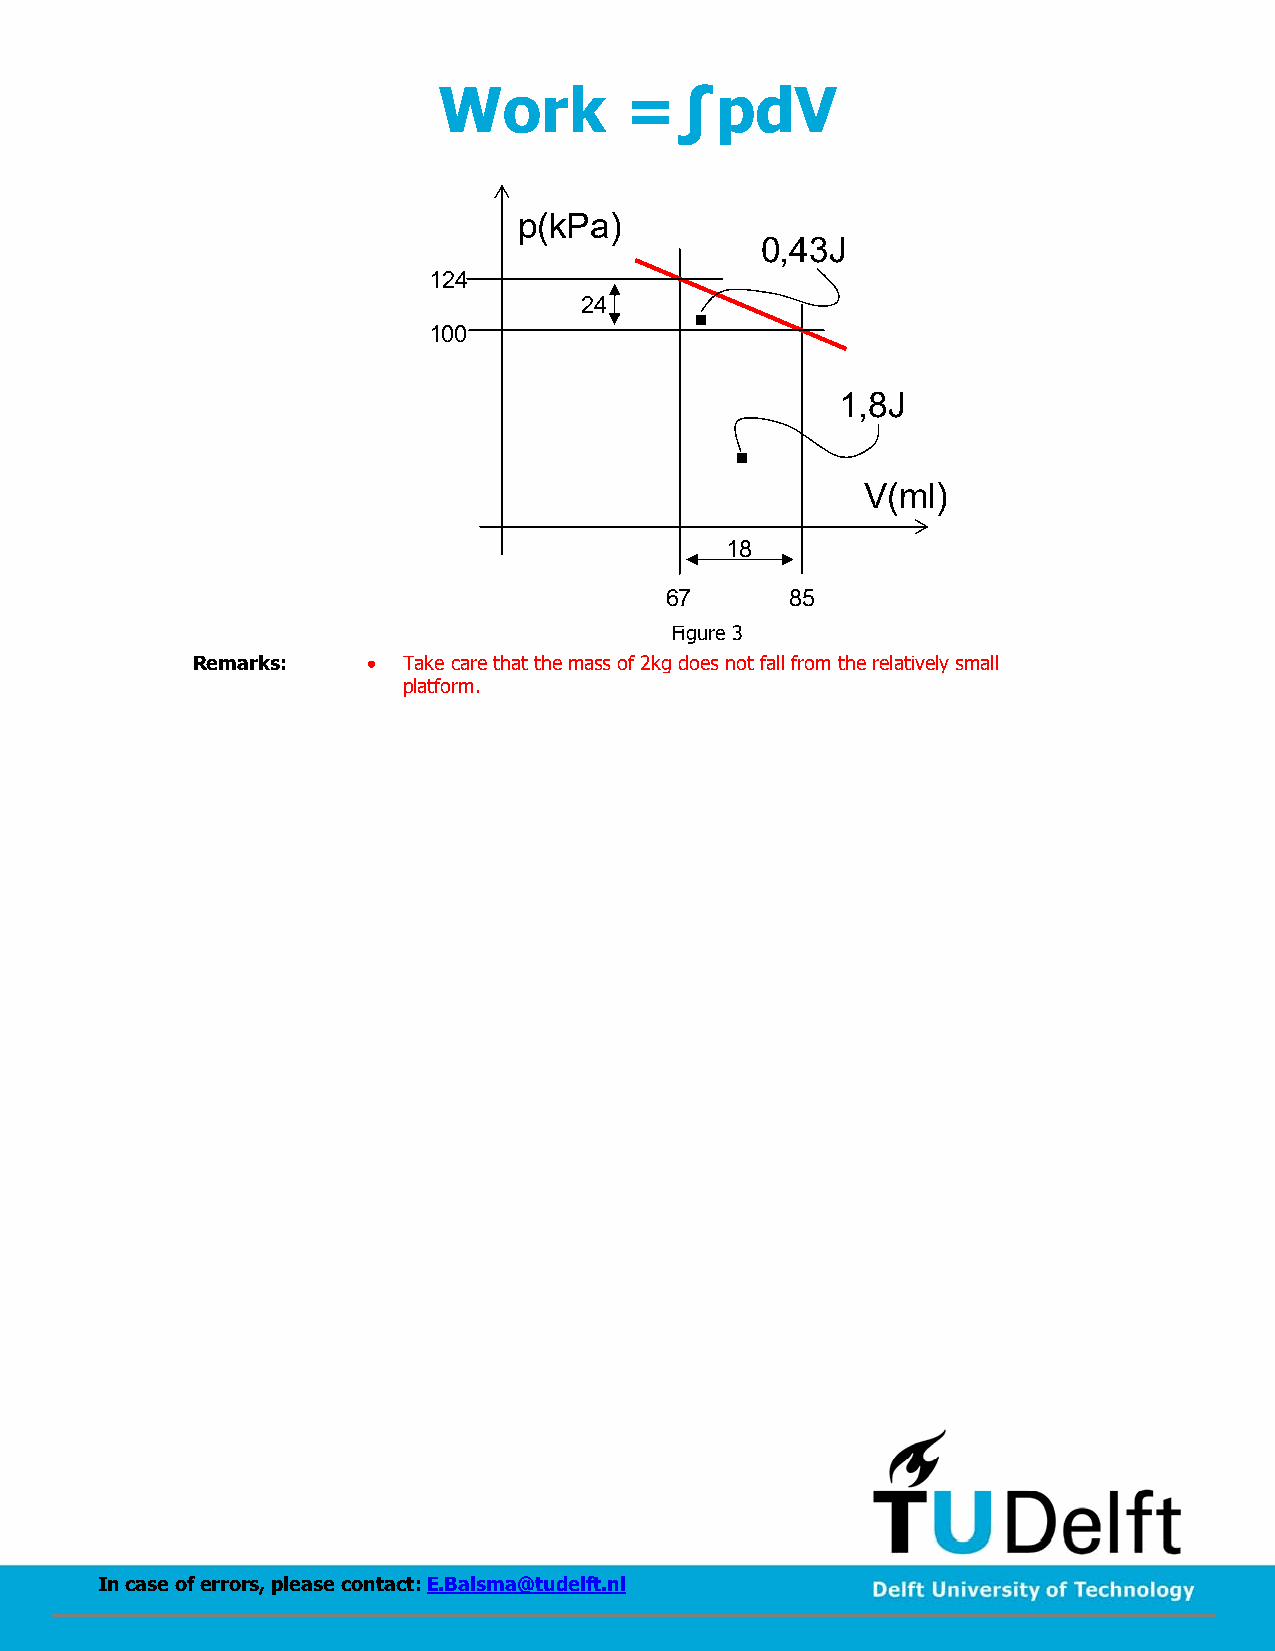 Work =∫pdV
p(kPa)
0,43J
124
24
100
1,8J
V(ml)
18
67 85
Figure 3
Remarks: • Take care that the mass of 2kg does not fall from the relatively small
platform.
TUDelft
In case of errors, please contact: E.Balsma@tudelft.nl
Delft University of Technology